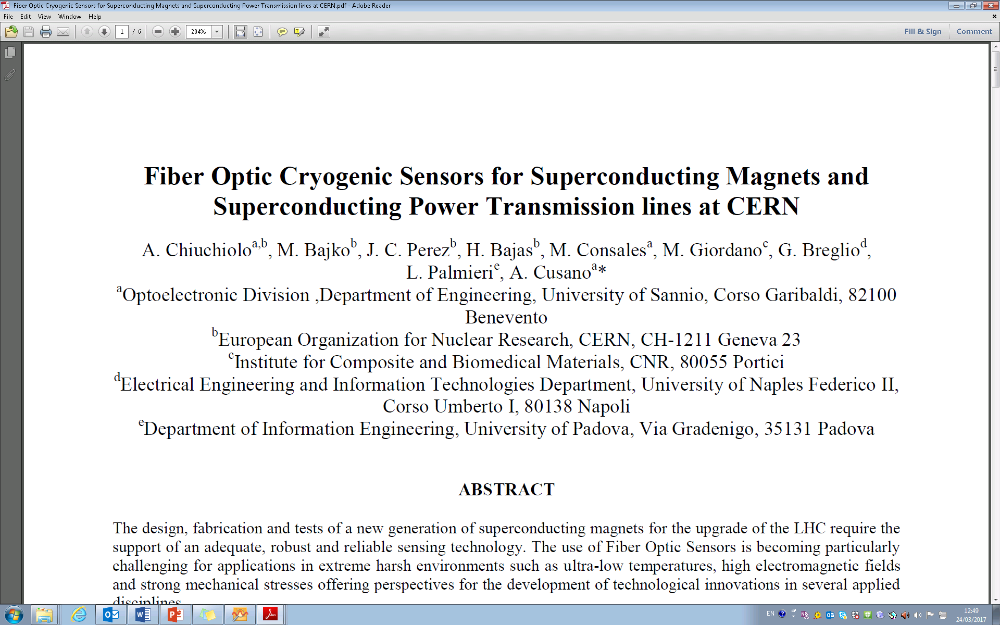 Fiber Optic Cryogenic Sensors for Superconducting Magnets and Superconducting Power Transmission lines at CERN.pdf - Adobe Reader
File Edit View Window Help
1 / 6 204% Fill & Sign Comment
Fiber Optic Cryogenic Sensors for Superconducting Magnets and
Superconducting Power Transmission lines at CERN
A. Chiuchiolo^a,b, M. Bajko^b, J. C. Perez^b, H. Bajas^b, M. Consales^a, M. Giordano^c, G. Breglio^d,
L. Palmieri^e, A. Cusano^a*
^aOptoelectronic Division ,Department of Engineering, University of Sannio, Corso Garibaldi, 82100
Benevento
^bEuropean Organization for Nuclear Research, CERN, CH-1211 Geneva 23
^cInstitute for Composite and Biomedical Materials, CNR, 80055 Portici
^dElectrical Engineering and Information Technologies Department, University of Naples Federico II,
Corso Umberto I, 80138 Napoli
^eDepartment of Information Engineering, University of Padova, Via Gradenigo, 35131 Padova
ABSTRACT
The design, fabrication and tests of a new generation of superconducting magnets for the upgrade of the LHC require the
support of an adequate, robust and reliable sensing technology. The use of Fiber Optic Sensors is becoming particularly
challenging for applications in extreme harsh environments such as ultra-low temperatures, high electromagnetic fields
and strong mechanical stresses offering perspectives for the development of technological innovations in several applied
disciplines.
EN 12:49
24/03/2017